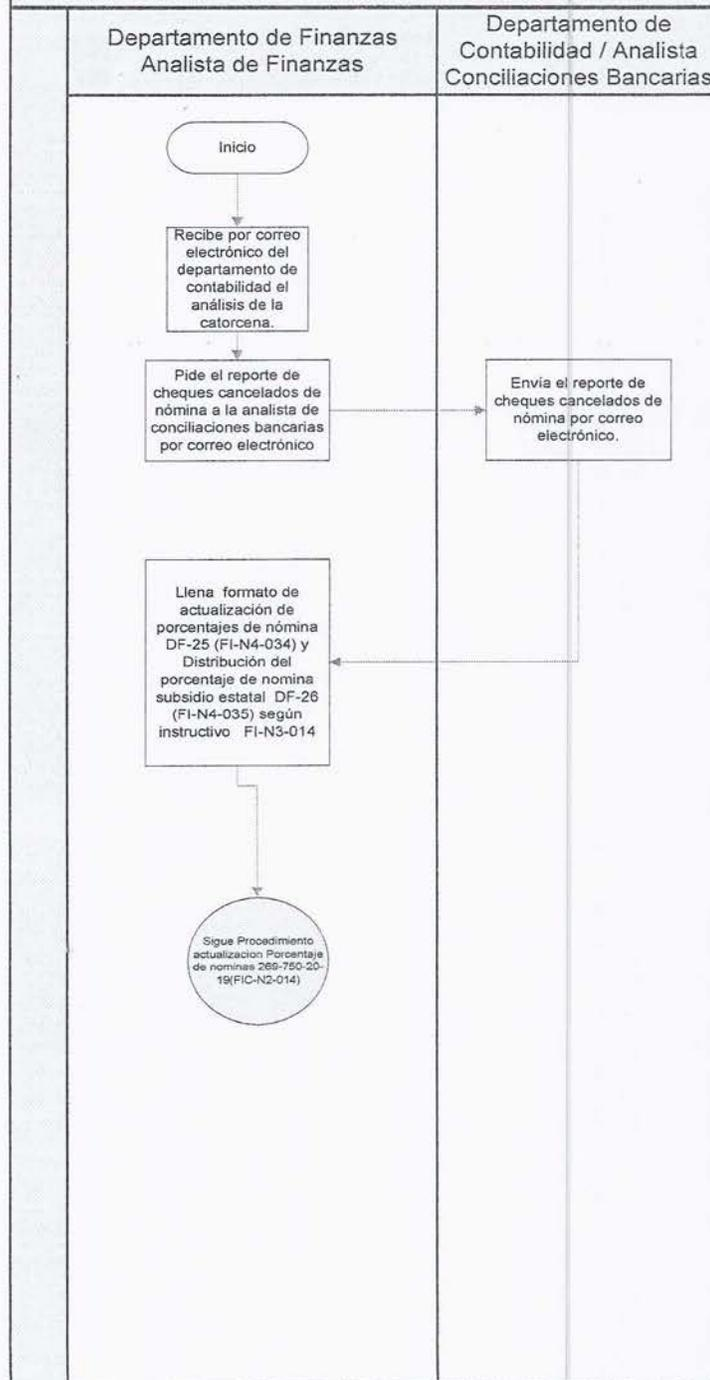 Departamento de Finanzas
Analista de Finanzas
Departamento de
Contabilidad / Analista
Conciliaciones Bancarias
Inicio
Recibe por correo
electrónico del
departamento de
contabilidad el
análisis de la
catorcena.
Pide el reporte de
cheques cancelados de
nómina a la analista de
conciliaciones bancarias
por correo electrónico
Envía el reporte de
cheques cancelados de
nómina por correo
electrónico.
Llena formato de
actualización de
porcentajes de nómina
DF-25 (FI-N4-034) y
Distribución del
porcentaje de nomina
subsidio estatal DF-26
(FI-N4-035) según
instructivo FI-N3-014
Sigue Procedimiento
actualizacion Porcentaje
de nominas 269-750-20-
19(FIC-N2-014)